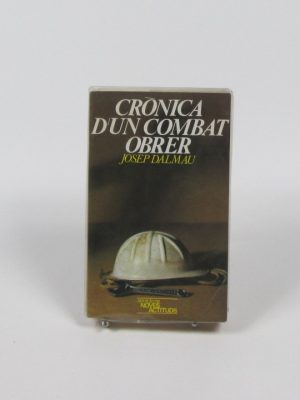 CRÒNICA
D'UN COMBAT
OBRER
JOSEP DALMAU
NOVES
ACTITUDS